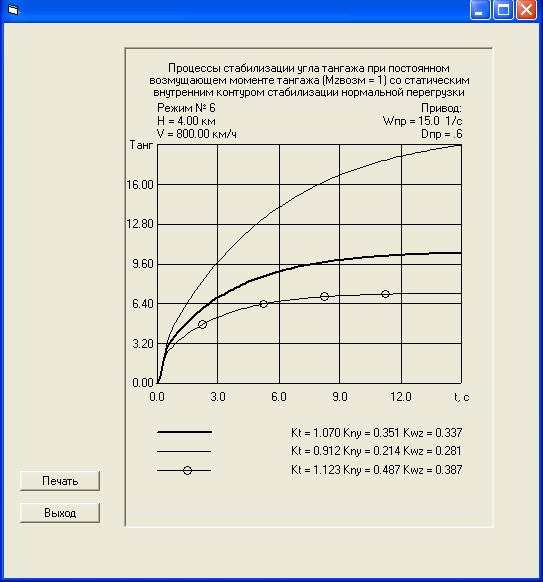 Процессы стабилизации угла тангажа при постоянном
возмущающем моменте тангажа (Mzвозм = 1) со статическим
внутренним контуром стабилизации нормальной перегрузки
Режим № 6 Привод:
H = 4.00 км Wпр = 15.0 1/с
V = 800.00 км/ч Dпр = .6
Танг
16.00
12.80
9.60
6.40
3.20
0.00
0.0 3.0 6.0 9.0 12.0 t, с
Kt = 1.070 Kny = 0.351 Kwz = 0.337
Kt = 0.912 Kny = 0.214 Kwz = 0.281
Kt = 1.123 Kny = 0.487 Kwz = 0.387
Печать
Выход